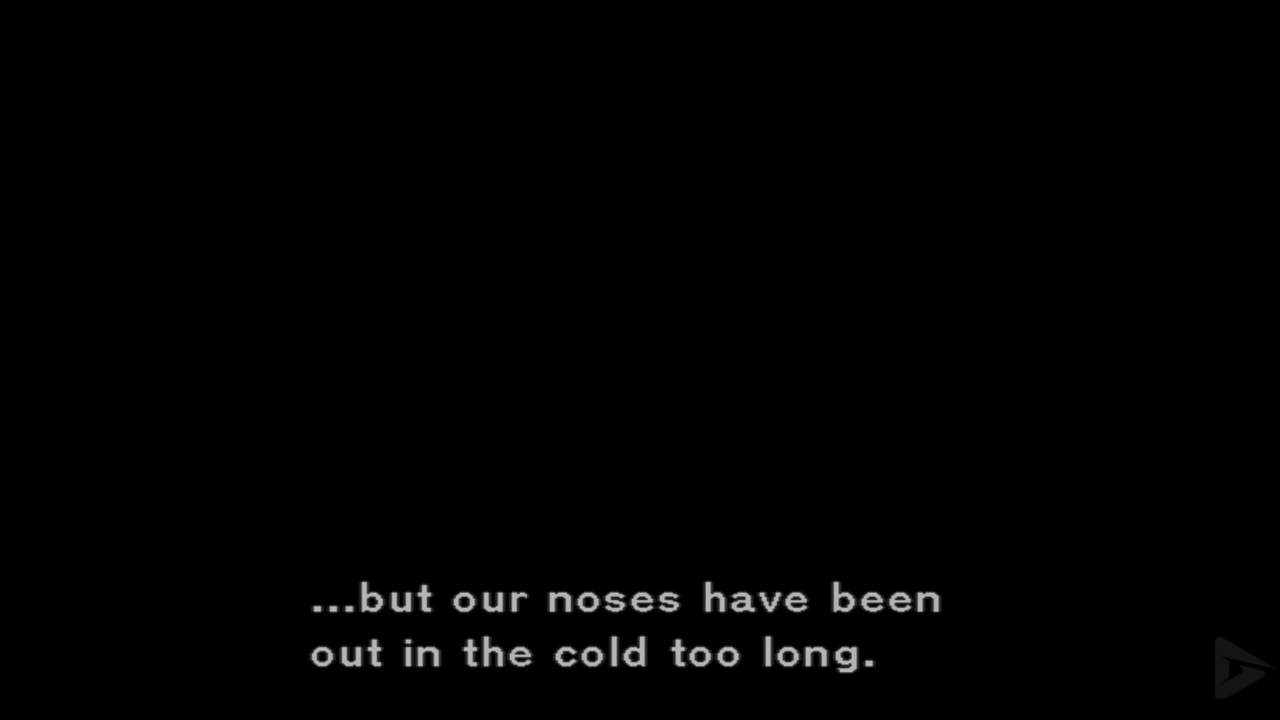 ...but our noses have been
out in the cold too long.